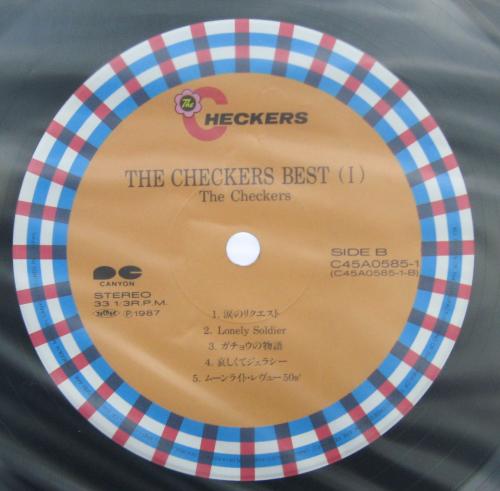 The
CHECKERS
THE CHECKERS BEST (I)
The Checkers
SIDE B
C45A0585-1
(C45A0585-1-B)
CANYON
STEREO
33 1/3R.P.M.
Ⓟ1987
1. 涙のリクエスト
2. Lonely Soldier
3. ガチョウの物語
4. 哀しくてジェラシー
5. ムーンライト・レヴュー50s'